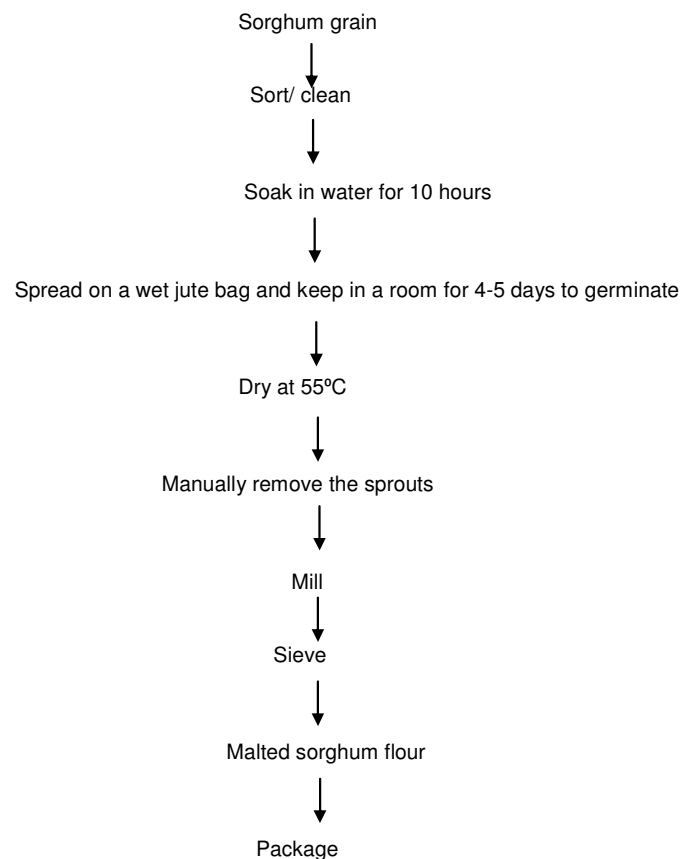 Sorghum grain
Sort/ clean
Soak in water for 10 hours
Spread on a wet jute bag and keep in a room for 4-5 days to germinate
Dry at 55ºC
Manually remove the sprouts
Mill
Sieve
Malted sorghum flour
Package